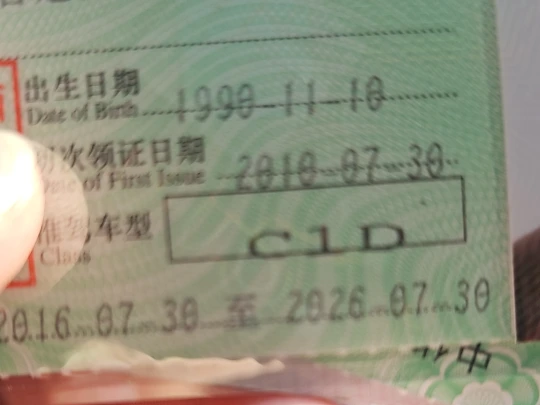 出生日期
Date of Birth 1990-11-10
初次领证日期
Date of First Issue 2010-07-30
准驾车型
Class C1D
2016-07-30 至 2026-07-30
中